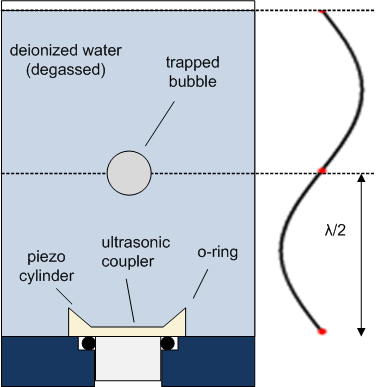 deionized water
(degassed)
trapped
bubble
λ/2
ultrasonic
coupler
o-ring
piezo
cylinder